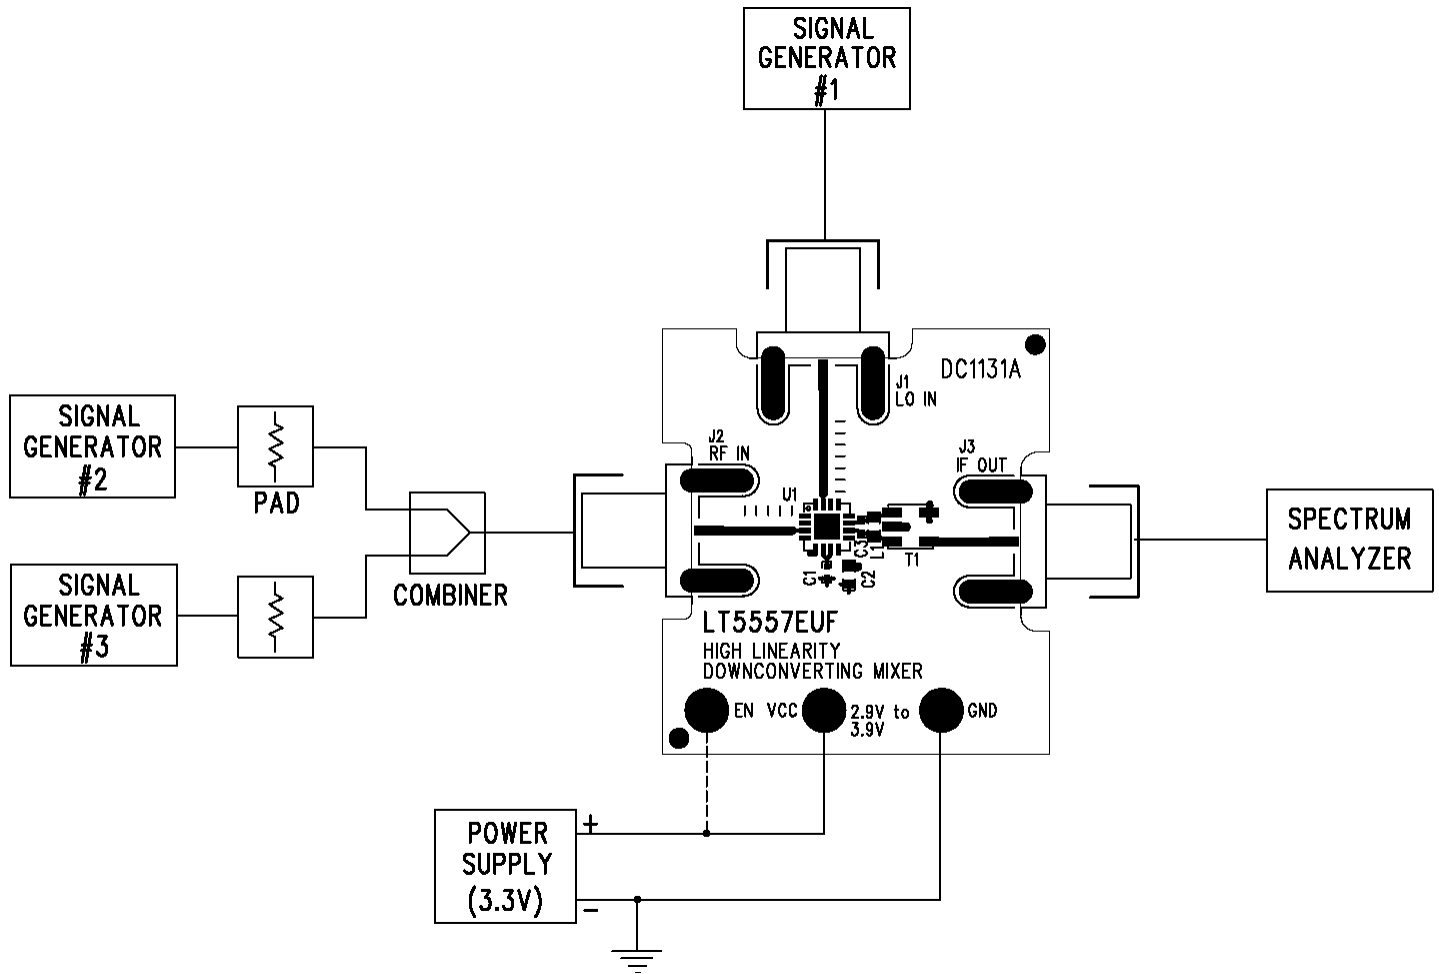 SIGNAL
GENERATOR
#1
DC1131A
J1
LO IN
SIGNAL
GENERATOR
#2
PAD
J2
RF IN
J3
IF OUT
U1
SPECTRUM
ANALYZER
SIGNAL
GENERATOR
#3
COMBINER
C1
C2
C3
L1
T1
LT5557EUF
HIGH LINEARITY
DOWNCONVERTING MIXER
EN VCC 2.9V to GND
3.9V
POWER
SUPPLY
(3.3V)
+
-